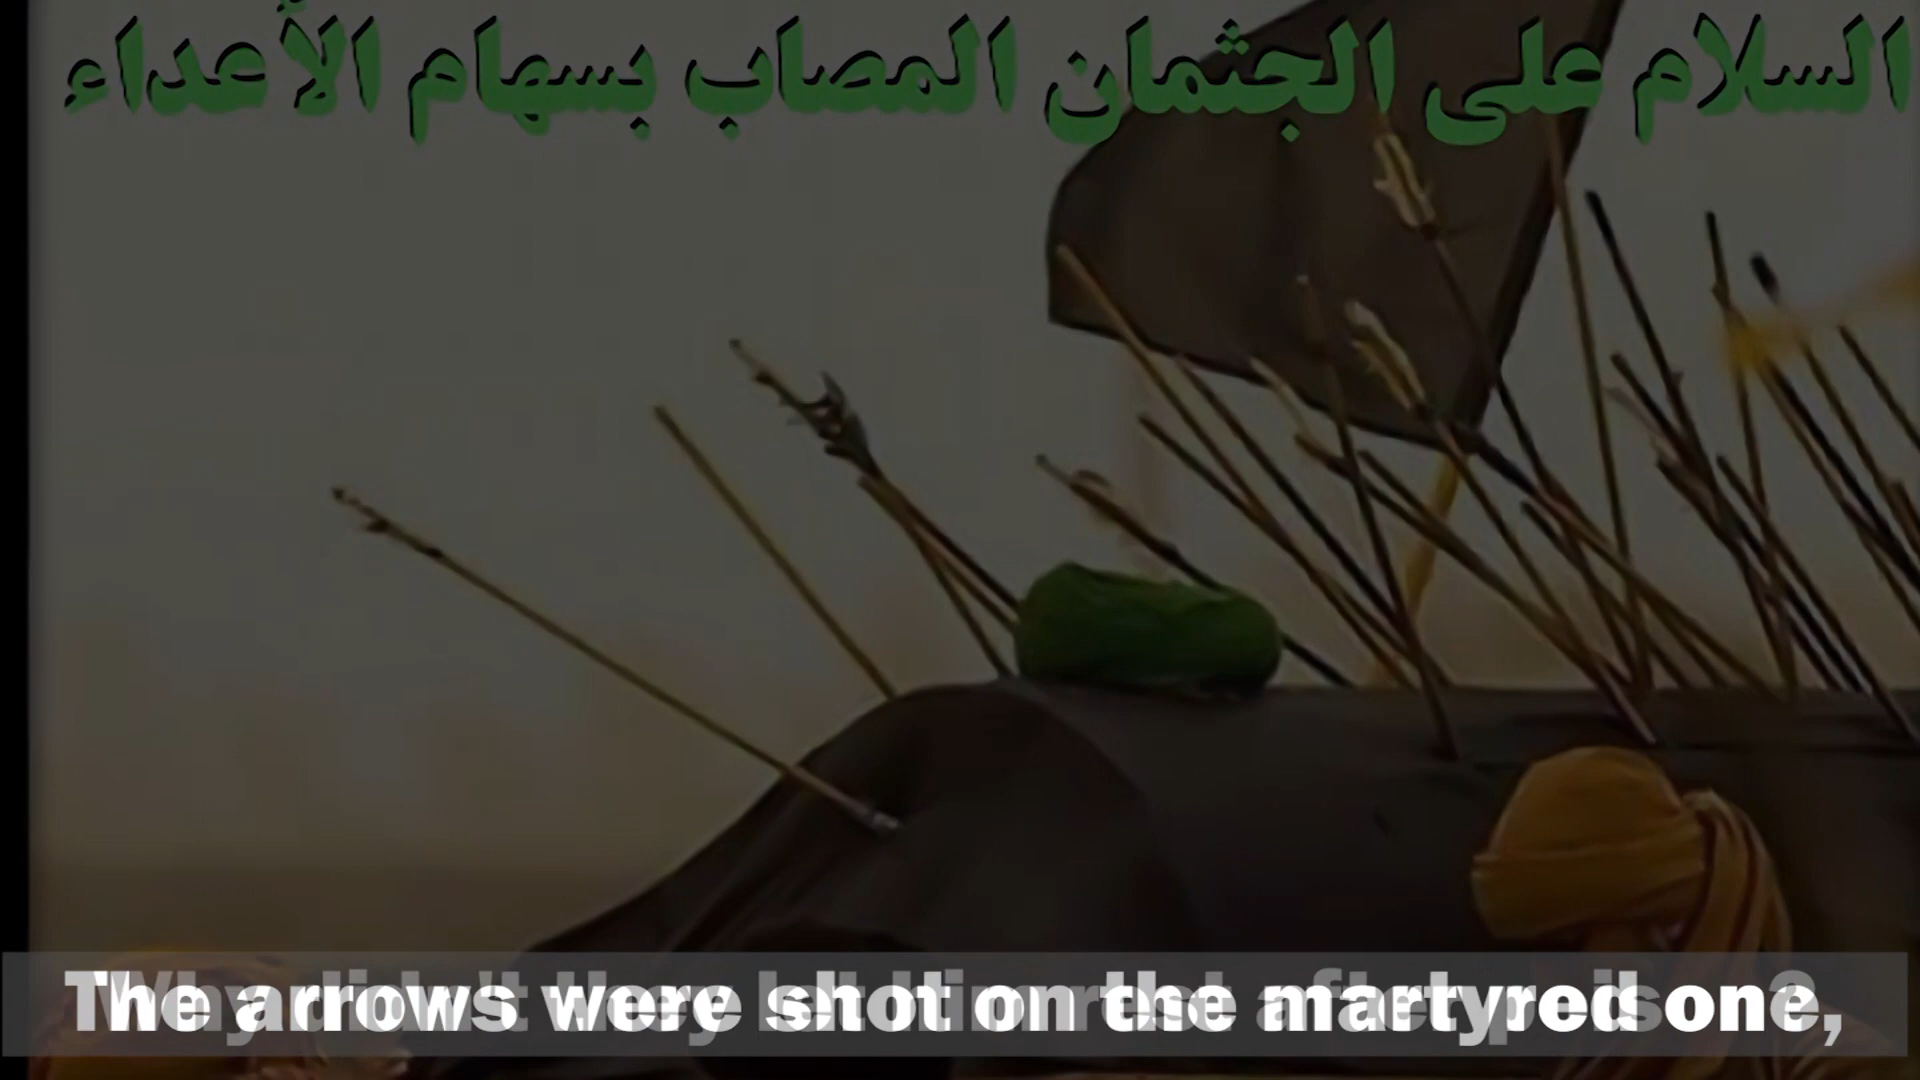 السلام على الجثمان المصاب بسهام الأعداء
The arrows were shot on the martyred one,